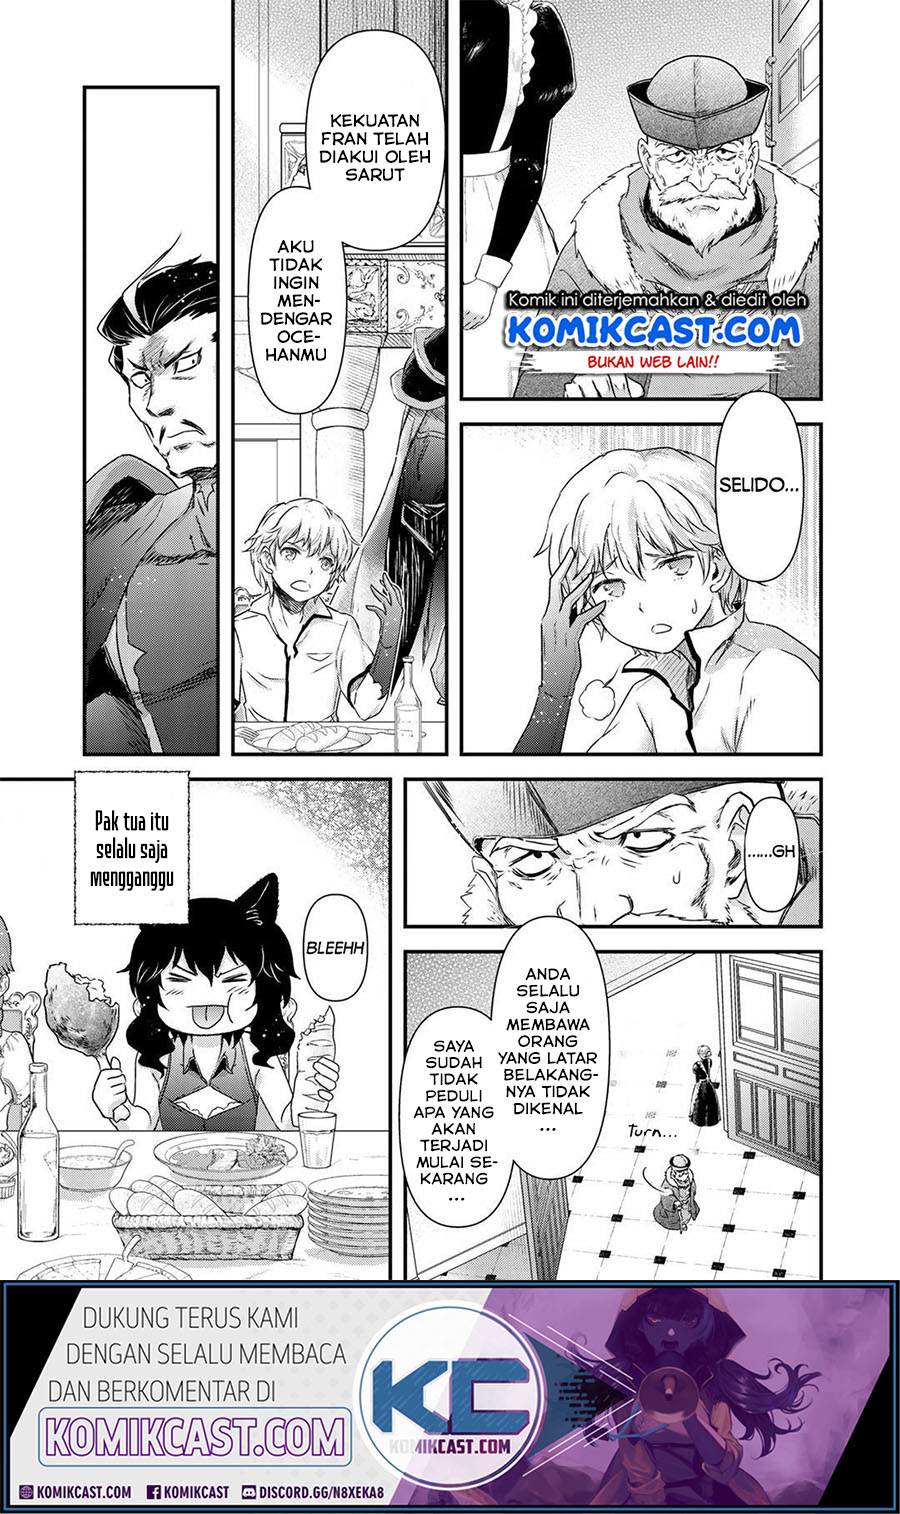 Komik ini diterjemahkan & diedit oleh
KOMIKCAST.COM
BUKAN WEB LAIN!!
SELIDO...
KEKUATAN
FRAN TELAH
DIAKUI OLEH
SARUT
AKU
TIDAK
INGIN
MEN-
DENGAR
OCE-
HANMU
......GH
ANDA
SELALU
SAJA
MEMBAWA
ORANG
YANG LATAR
BELAKANG-
NYA TIDAK
DIKENAL
...
SAYA
SUDAH
TIDAK
PEDULI
APA YANG
AKAN
TERJADI
MULAI SE-
KARANG
...
Turn...
Pak tua itu
selalu saja
mengganggu
BLEEHH
DUKUNG TERUS KAMI
DENGAN SELALU MEMBACA
DAN BERKOMENTAR DI
KOMIKCAST.COM
KC
KOMIKCAST.COM
KOMIKCAST.COM KOMIKCAST DISCORD.GG/N8XEKA8